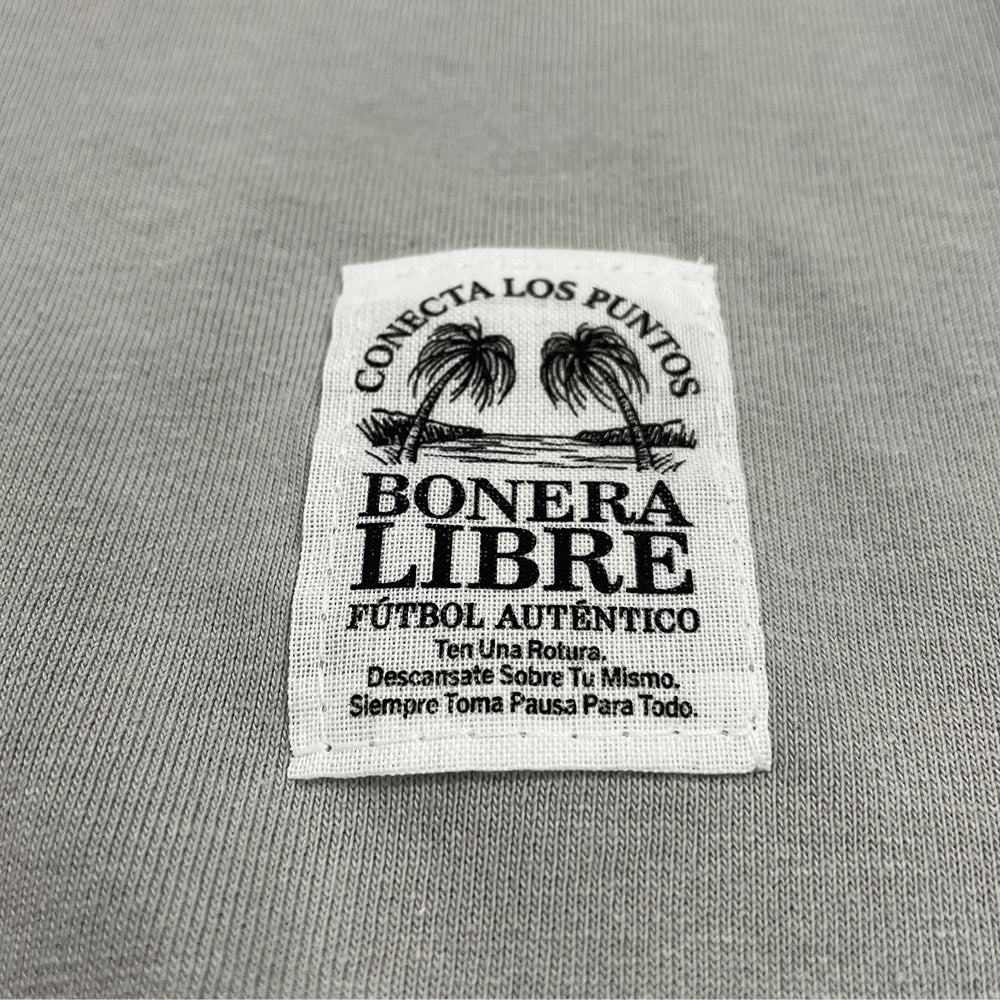 CONECTA LOS PUNTOS
BONERA
LIBRE
FÚTBOL AUTÉNTICO
Ten Una Rotura.
Descansate Sobre Tu Mismo.
Siempre Toma Pausa Para Todo.